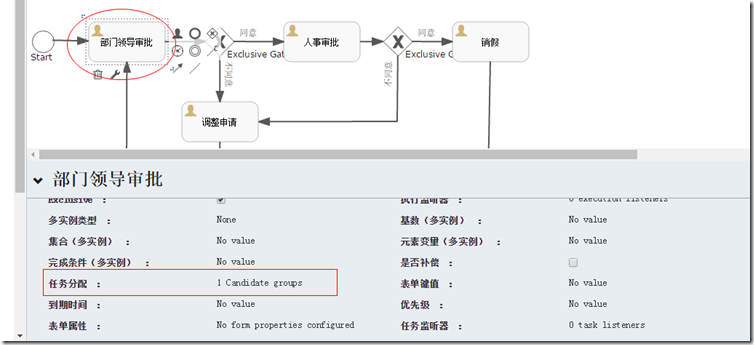 部门领导审批
同意
人事审批
同意
销假
Start
Exclusive Gat
Exclusive G
不同意
不同意
调整申请
部门领导审批
Exclusive :
执行监听器 : 0 execution listeners
多实例类型 : None
基数（多实例） : No value
集合（多实例） : No value
元素变量（多实例） : No value
完成条件（多实例） : No value
是否补偿 :
任务分配 : 1 Candidate groups
表单键值 : No value
到期时间 : No value
优先级 : No value
表单属性 : No form properties configured
任务监听器 : 0 task listeners